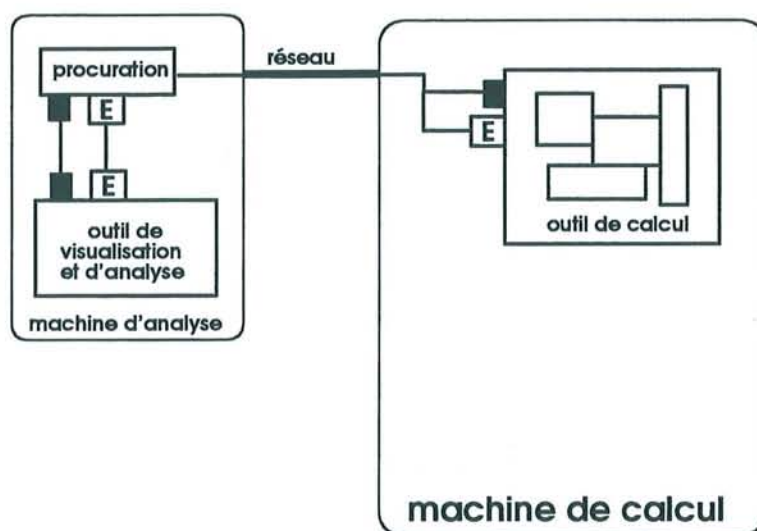 réseau
procuration
E
E
E
outil de
visualisation
et d'analyse
machine d'analyse
outil de calcul
machine de calcul